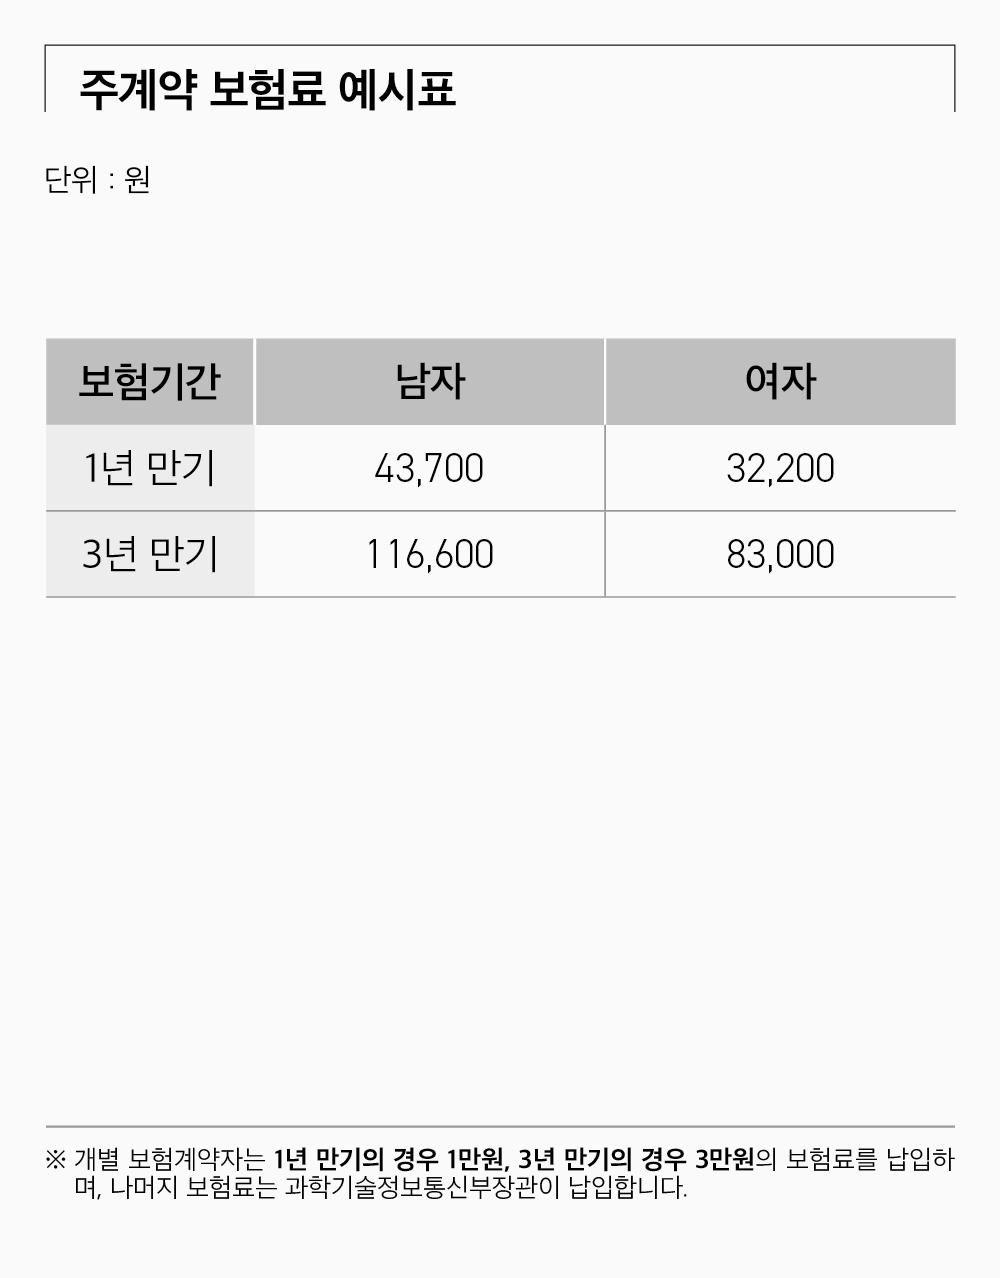 주계약 보험료 예시표
단위 : 원
보험기간 남자 여자
1년 만기 43,700 32,200
3년 만기 116,600 83,000
※ 개별 보험계약자는 1년 만기의 경우 1만원, 3년 만기의 경우 3만원의 보험료를 납입하
며, 나머지 보험료는 과학기술정보통신부장관이 납입합니다.